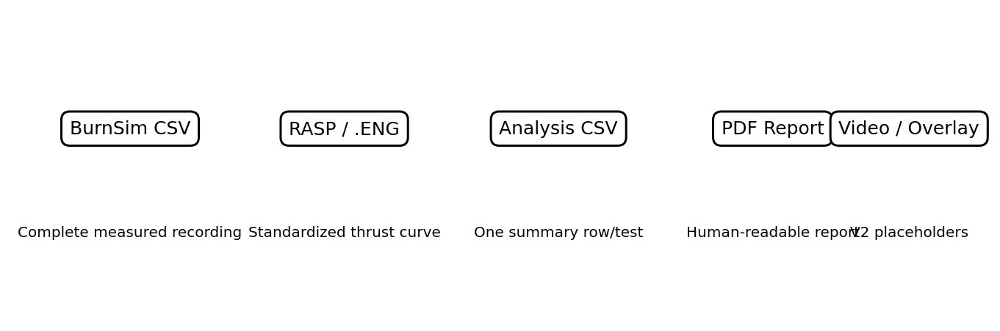 BurnSim CSV
RASP / .ENG
Analysis CSV
PDF Report
Video / Overlay
Complete measured recording
Standardized thrust curve
One summary row/test
Human-readable report
V2 placeholders